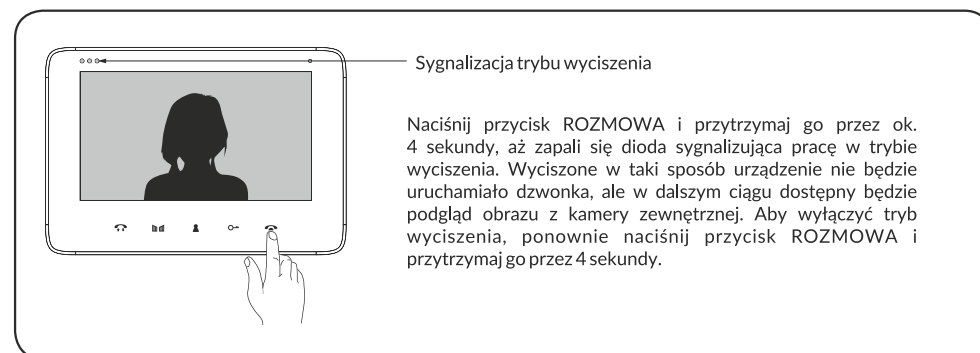 Sygnalizacja trybu wyciszenia
Naciśnij przycisk ROZMOWA i przytrzymaj go przez ok.
4 sekundy, aż zapali się dioda sygnalizująca pracę w trybie
wyciszenia. Wyciszone w taki sposób urządzenie nie będzie
uruchamiało dzwonka, ale w dalszym ciągu dostępny będzie
podgląd obrazu z kamery zewnętrznej. Aby wyłączyć tryb
wyciszenia, ponownie naciśnij przycisk ROZMOWA i
przytrzymaj go przez 4 sekundy.